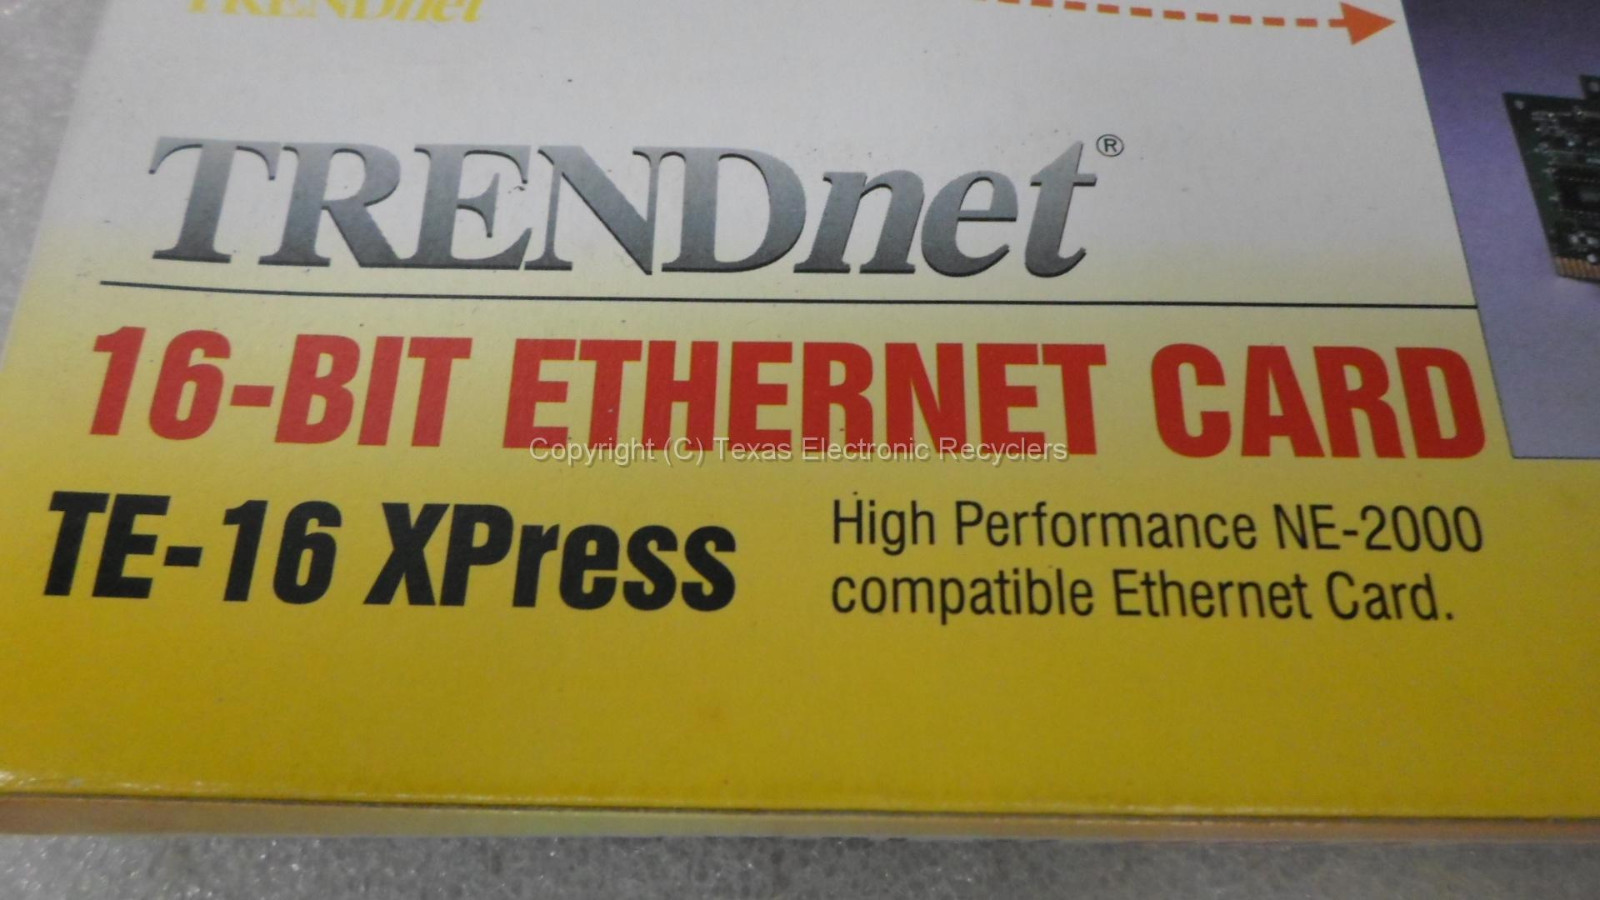 TRENDnet
TRENDnet®
16-BIT ETHERNET CARD
Copyright (C) Texas Electronic Recyclers
TE-16 XPress
High Performance NE-2000
compatible Ethernet Card.